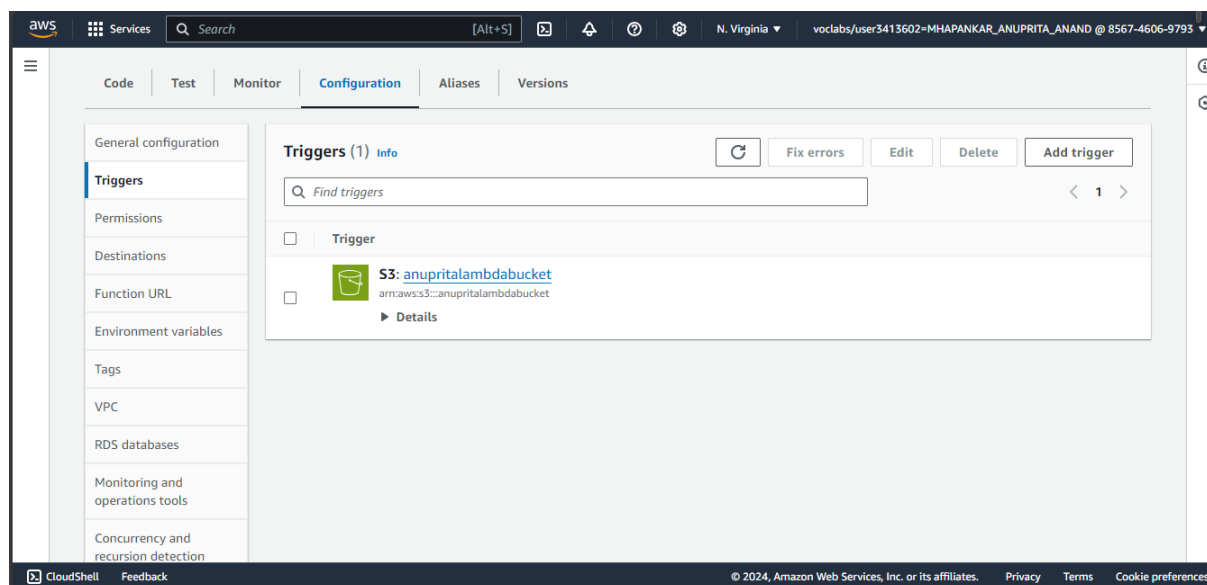 aws Services Search [Alt+S] N. Virginia ▼ voclabs/user3413602=MHAPANKAR_ANUPRITA_ANAND @ 8567-4606-9793 ▼
Code Test Monitor Configuration Aliases Versions
General configuration
Triggers
Permissions
Destinations
Function URL
Environment variables
Tags
VPC
RDS databases
Monitoring and
operations tools
Concurrency and
recursion detection
Triggers (1) Info Fix errors Edit Delete Add trigger
Find triggers 1
Trigger
S3: anupritalambdabucket
arn:aws:s3:::anupritalambdabucket
▶ Details
CloudShell Feedback © 2024, Amazon Web Services, Inc. or its affiliates. Privacy Terms Cookie preferences